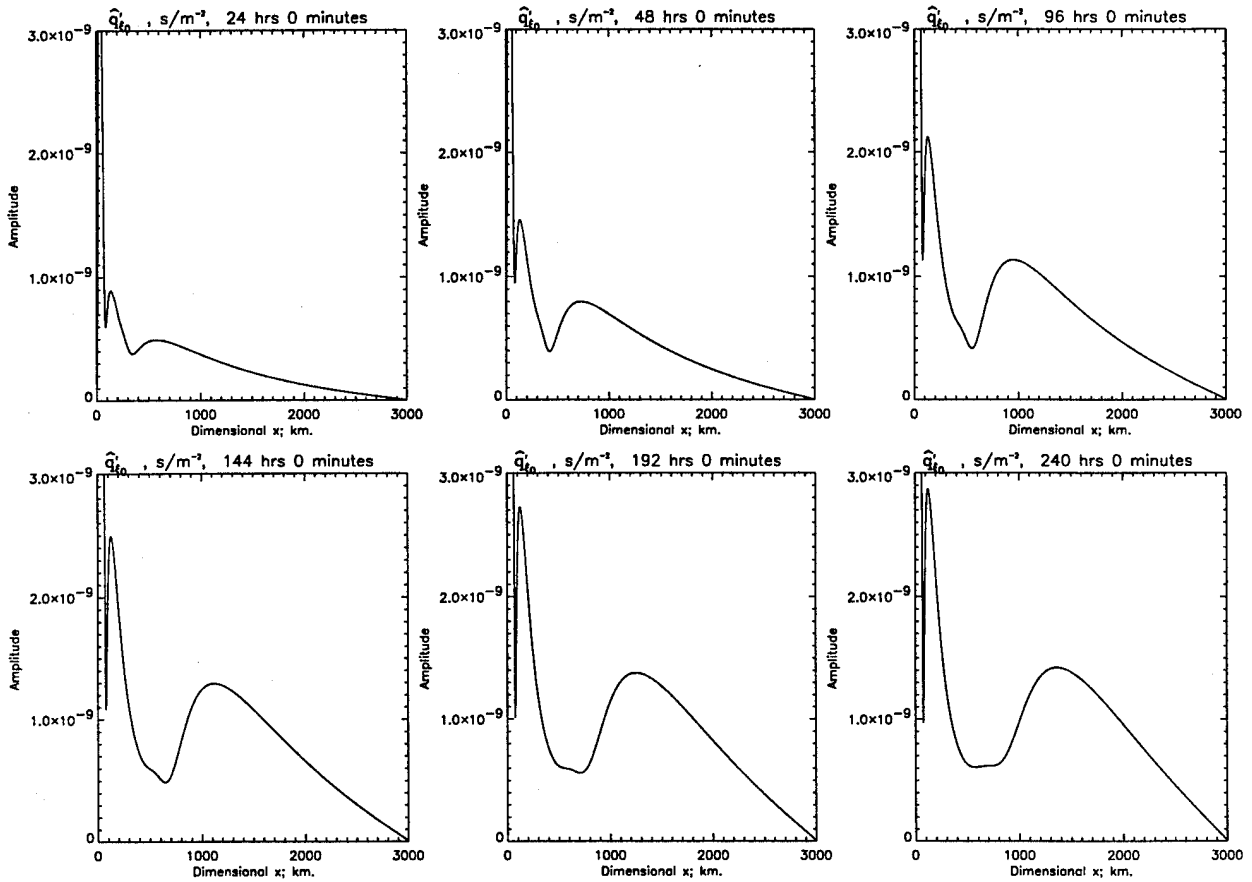 q̂′ξ₀ , s/m⁻², 24 hrs 0 minutes
3.0×10⁻⁹
2.0×10⁻⁹
1.0×10⁻⁹
0
Amplitude
0 1000 2000 3000
Dimensional x; km.
q̂′ξ₀ , s/m⁻², 48 hrs 0 minutes
3.0×10⁻⁹
2.0×10⁻⁹
1.0×10⁻⁹
0
Amplitude
0 1000 2000 3000
Dimensional x; km.
q̂′ξ₀ , s/m⁻², 96 hrs 0 minutes
3.0×10⁻⁹
2.0×10⁻⁹
1.0×10⁻⁹
0
Amplitude
0 1000 2000 3000
Dimensional x; km.
q̂′ξ₀ , s/m⁻², 144 hrs 0 minutes
3.0×10⁻⁹
2.0×10⁻⁹
1.0×10⁻⁹
0
Amplitude
0 1000 2000 3000
Dimensional x; km.
q̂′ξ₀ , s/m⁻², 192 hrs 0 minutes
3.0×10⁻⁹
2.0×10⁻⁹
1.0×10⁻⁹
0
Amplitude
0 1000 2000 3000
Dimensional x; km.
q̂′ξ₀ , s/m⁻², 240 hrs 0 minutes
3.0×10⁻⁹
2.0×10⁻⁹
1.0×10⁻⁹
0
Amplitude
0 1000 2000 3000
Dimensional x; km.